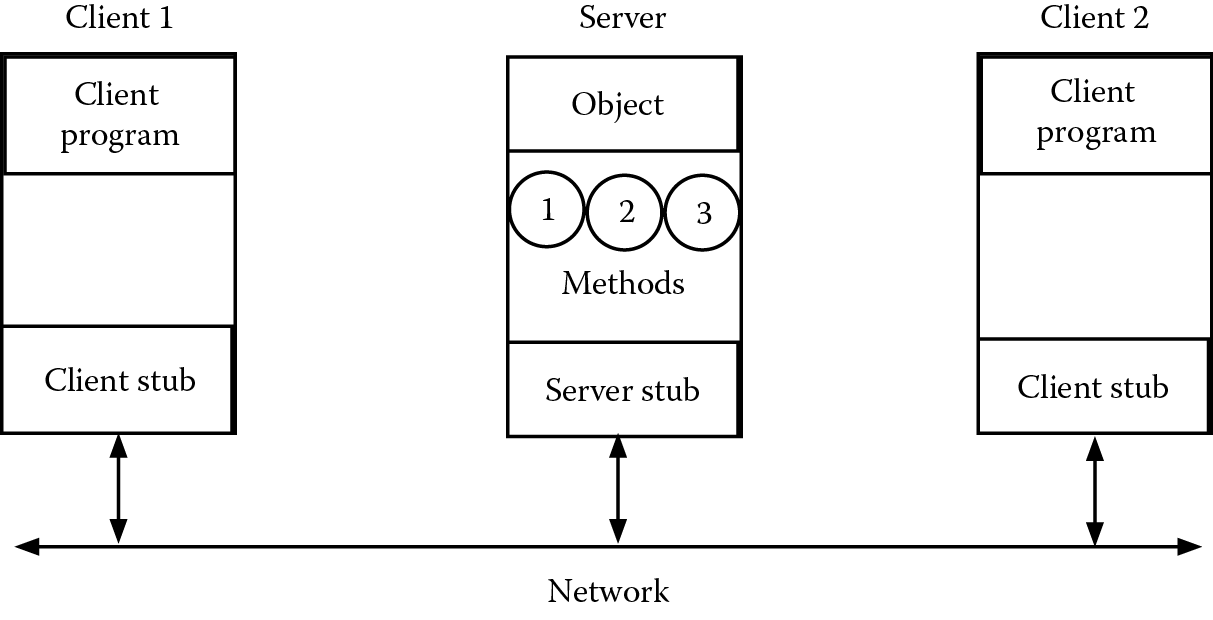 Client 1
Server
Client 2
Client
program
Object
Client
program
1
2
3
Methods
Client stub
Server stub
Client stub
Network